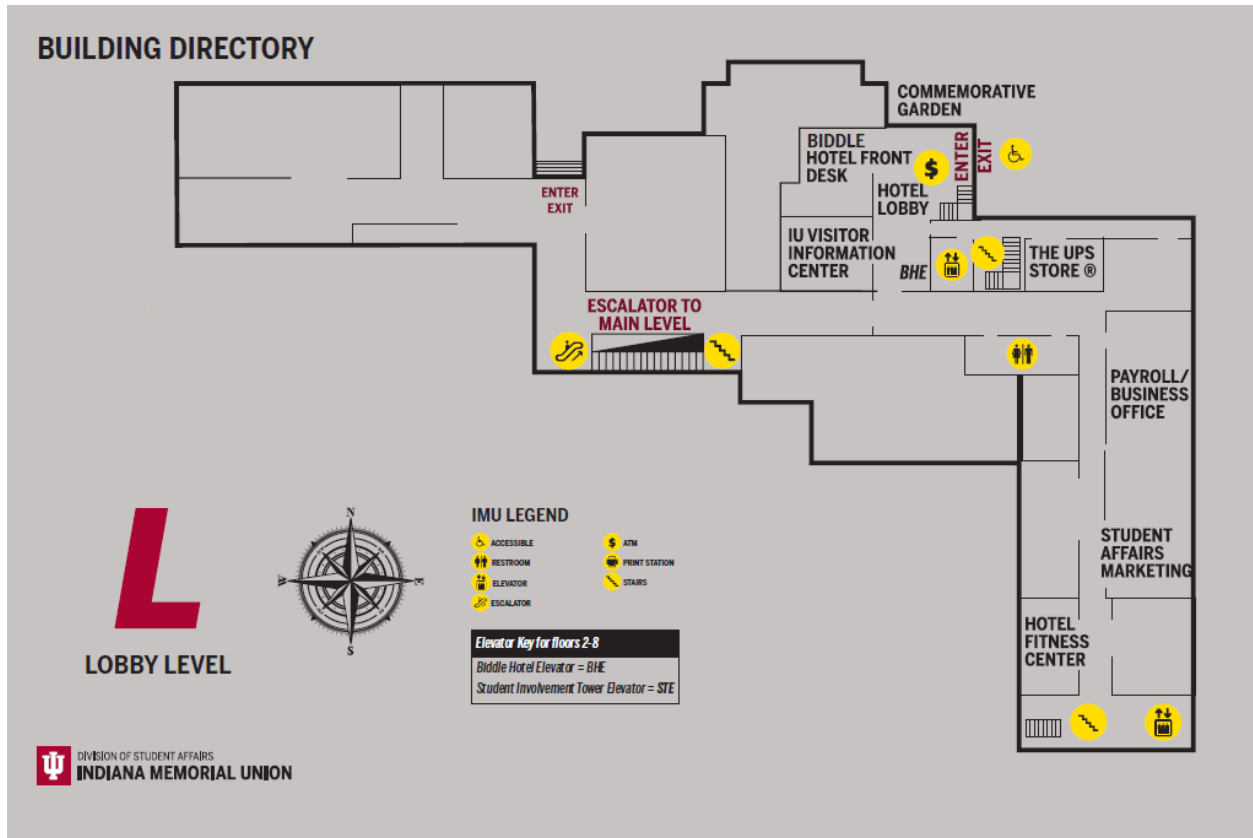 BUILDING DIRECTORY
COMMEMORATIVE
GARDEN
BIDDLE
HOTEL FRONT
DESK
$
ENTER
EXIT
HOTEL
LOBBY
ENTER
EXIT
IU VISITOR
INFORMATION
CENTER
BHE
THE UPS
STORE ®
ESCALATOR TO
MAIN LEVEL
PAYROLL/
BUSINESS
OFFICE
STUDENT
AFFAIRS
MARKETING
HOTEL
FITNESS
CENTER
L
LOBBY LEVEL
N
W
E
S
IMU LEGEND
ACCESSIBLE
RESTROOM
ELEVATOR
ESCALATOR
$ ATM
PRINT STATION
STAIRS
Elevator Key for floors 2-8
Biddle Hotel Elevator = BHE
Student Involvement Tower Elevator = STE
DIVISION OF STUDENT AFFAIRS
INDIANA MEMORIAL UNION